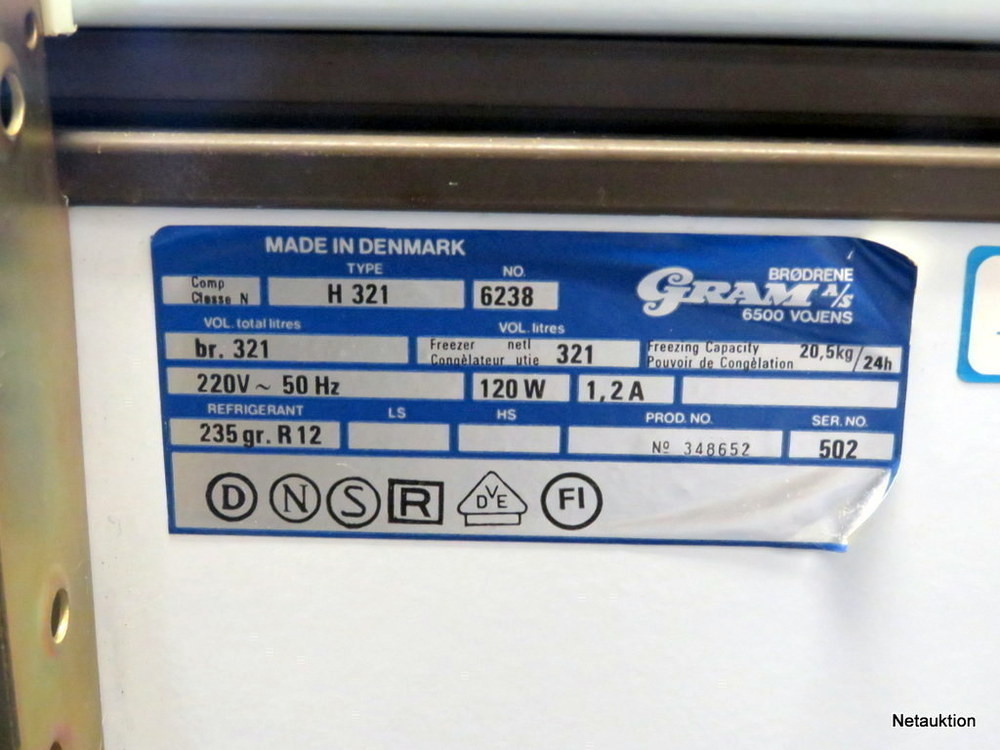 MADE IN DENMARK
TYPE
NO.
Comp
Classe N
H 321
6238
BRØDRENE
GRAM A/S
6500 VOJENS
VOL. total litres
VOL. litres
br. 321
Freezer netl
Congèlateur utie
321
Freezing Capacity
Pouvoir de Congèlation
20,5kg/24h
220V ~ 50 Hz
120 W
1,2 A
REFRIGERANT
LS
HS
PROD. NO.
SER. NO.
235 gr. R 12
Nº 348652
502
D N S R DVE FI
Netauktion